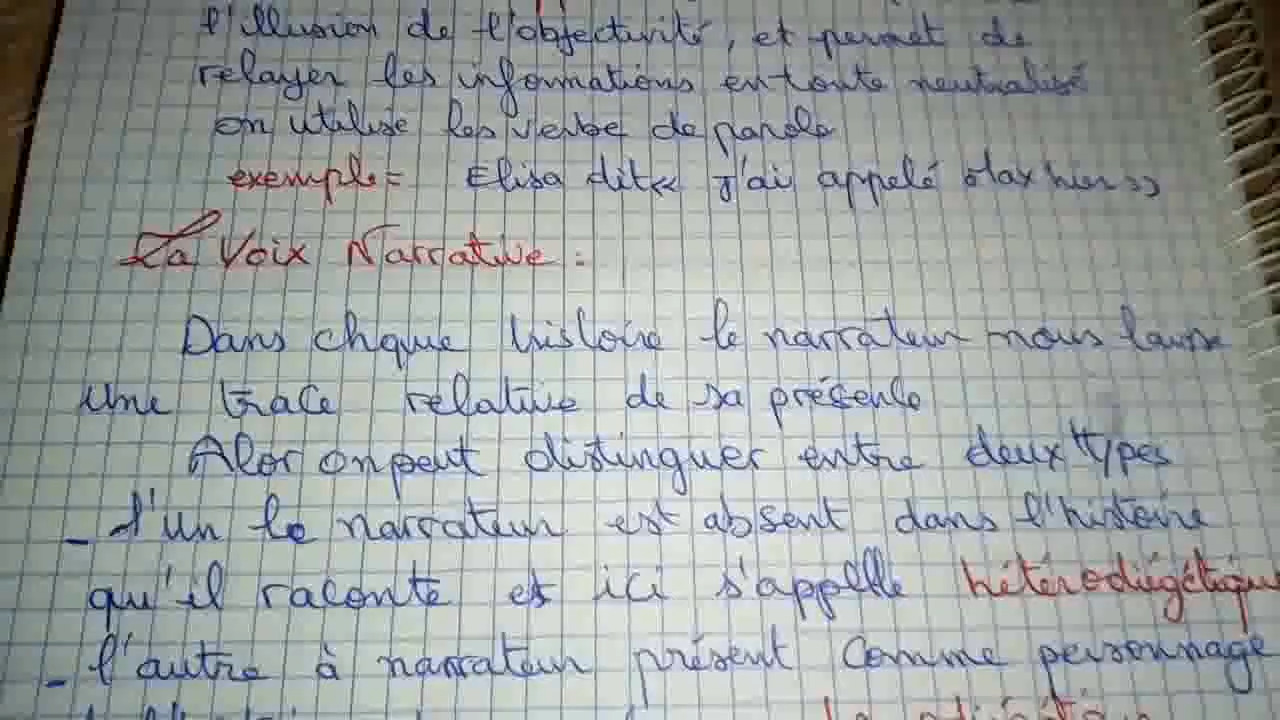 l'illusion de l'objectivité, et permet de
relayer les informations en toute neutralité
on utilise les verbe de parole
exemple = Elisa dit « J'ai appelé Max hier »
La Voix Narrative :
Dans chque histoire le narrateur nous laisse
une trace relative de sa présence
Alor on peut distinguer entre deux types
- l'un le narrateur est absent dans l'histoire
qu'il raconte et ici s'appelle hétérodiégétique
- l'autre à narrateur présent comme personnage